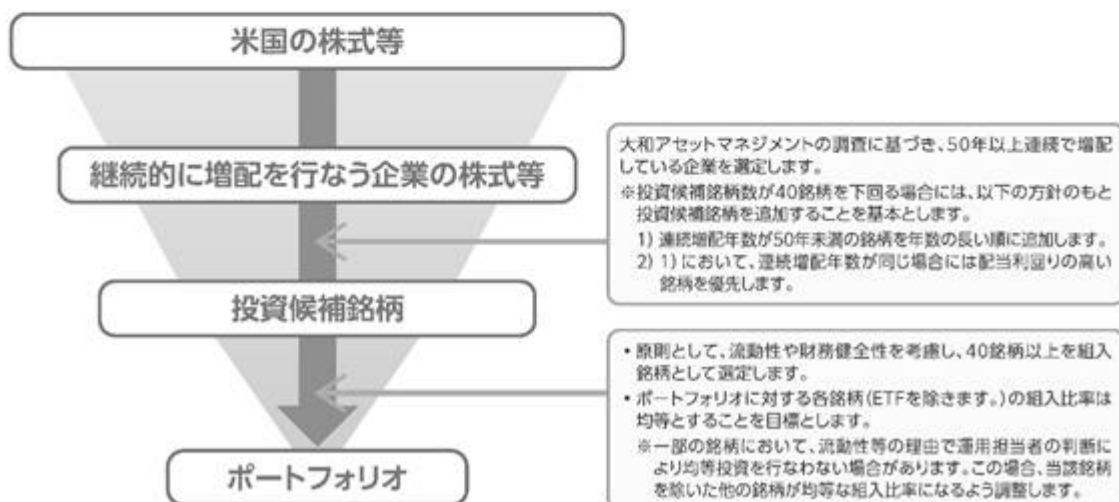 米国の株式等
継続的に増配を行なう企業の株式等
大和アセットマネジメントの調査に基づき、50年以上連続で増配
している企業を選定します。
※投資候補銘柄数が40銘柄を下回る場合には、以下の方針のもと
投資候補銘柄を追加することを基本とします。
1) 連続増配年数が50年未満の銘柄を年数の長い順に追加します。
2) 1)において、連続増配年数が同じ場合には配当利回りの高い
銘柄を優先します。
投資候補銘柄
• 原則として、流動性や財務健全性を考慮し、40銘柄以上を組入
銘柄として選定します。
• ポートフォリオに対する各銘柄(ETFを除きます。)の組入比率は
均等とすることを目標とします。
※一部の銘柄において、流動性等の理由で運用担当者の判断に
より均等投資を行なわない場合があります。この場合、当該銘柄
を除いた他の銘柄が均等な組入比率になるよう調整します。
ポートフォリオ